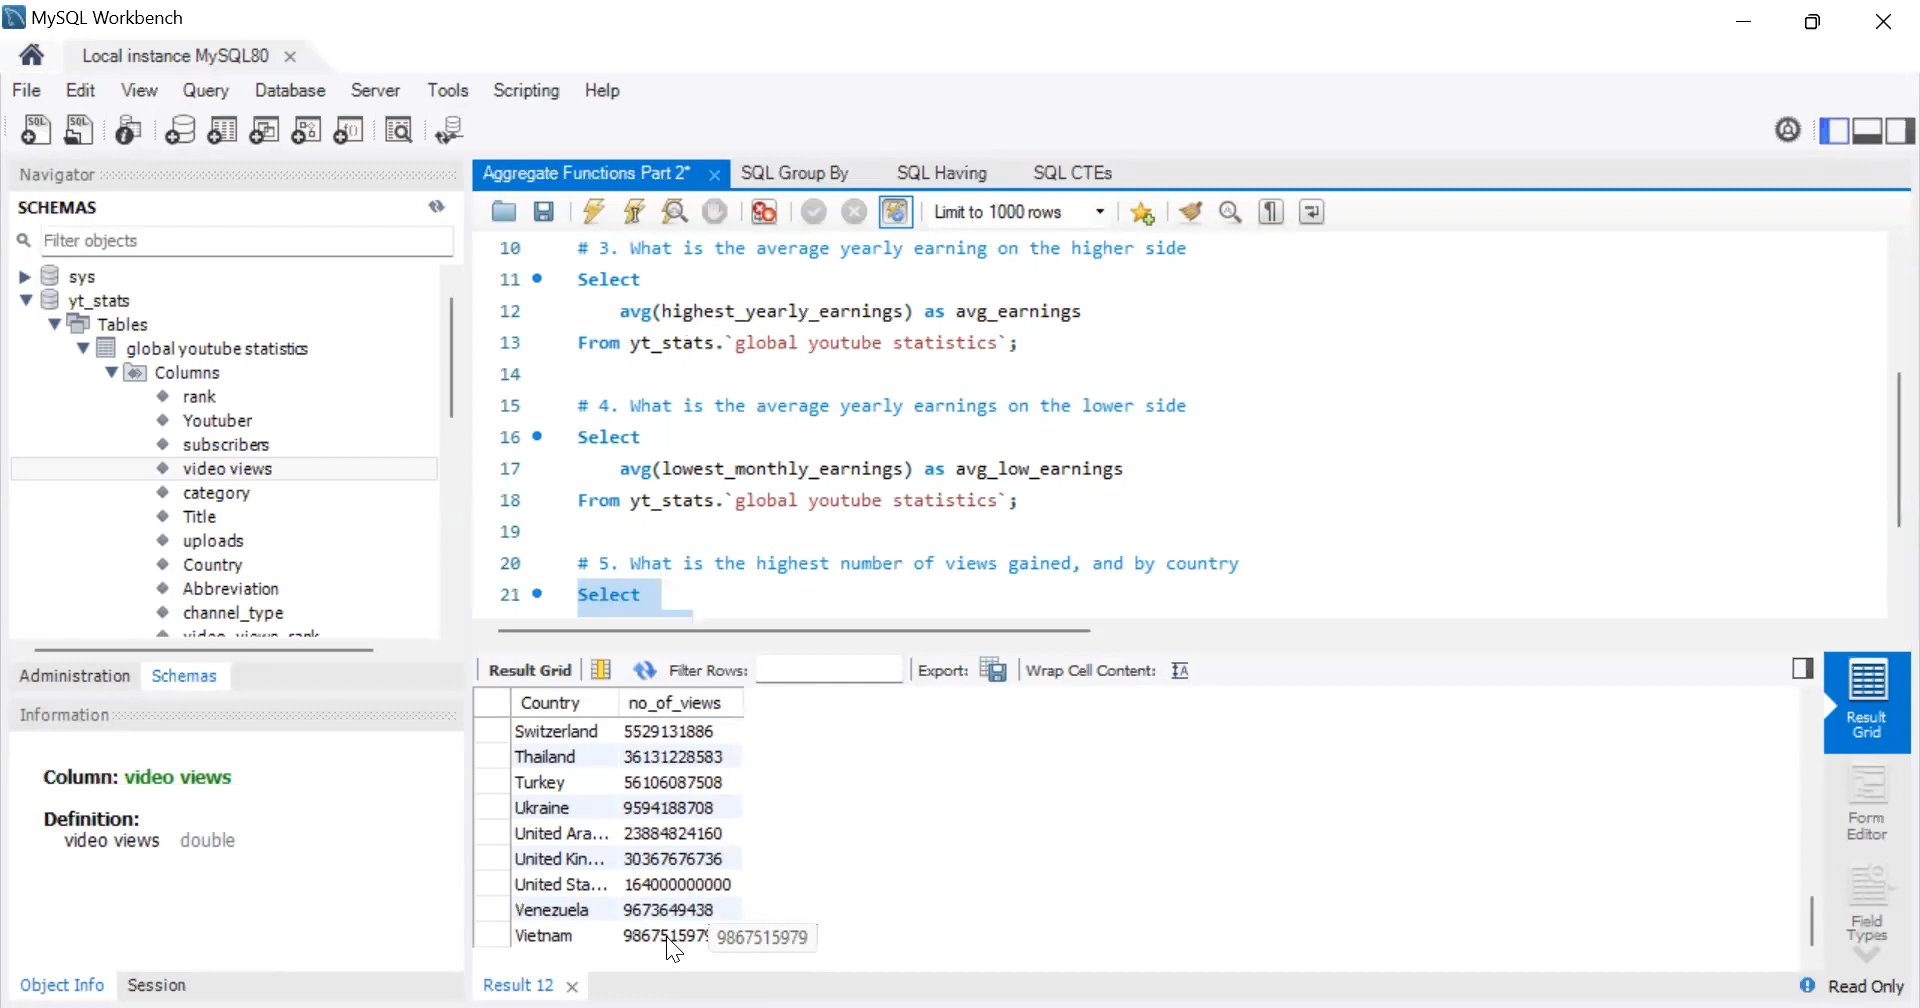 MySQL Workbench
Local instance MySQL80
File Edit View Query Database Server Tools Scripting Help
Navigator
SCHEMAS
Filter objects
sys
yt_stats
Tables
global youtube statistics
Columns
rank
Youtuber
subscribers
video views
category
Title
uploads
Country
Abbreviation
channel_type
video_views_rank
Administration Schemas
Information
Column: video views
Definition:
video views double
Object Info Session
Aggregate Functions Part 2* SQL Group By SQL Having SQL CTEs
Limit to 1000 rows
10 # 3. What is the average yearly earning on the higher side
11 Select
12 avg(highest_yearly_earnings) as avg_earnings
13 From yt_stats.`global youtube statistics`;
14
15 # 4. What is the average yearly earnings on the lower side
16 Select
17 avg(lowest_monthly_earnings) as avg_low_earnings
18 From yt_stats.`global youtube statistics`;
19
20 # 5. What is the highest number of views gained, and by country
21 Select
Result Grid Filter Rows: Export: Wrap Cell Content:
Country no_of_views
Switzerland 5529131886
Thailand 36131228583
Turkey 56106087508
Ukraine 9594188708
United Ara... 23884824160
United Kin... 30367676736
United Sta... 164000000000
Venezuela 9673649438
Vietnam 9867515979 9867515979
Result
Grid
Form
Editor
Field
Types
Result 12
Read Only